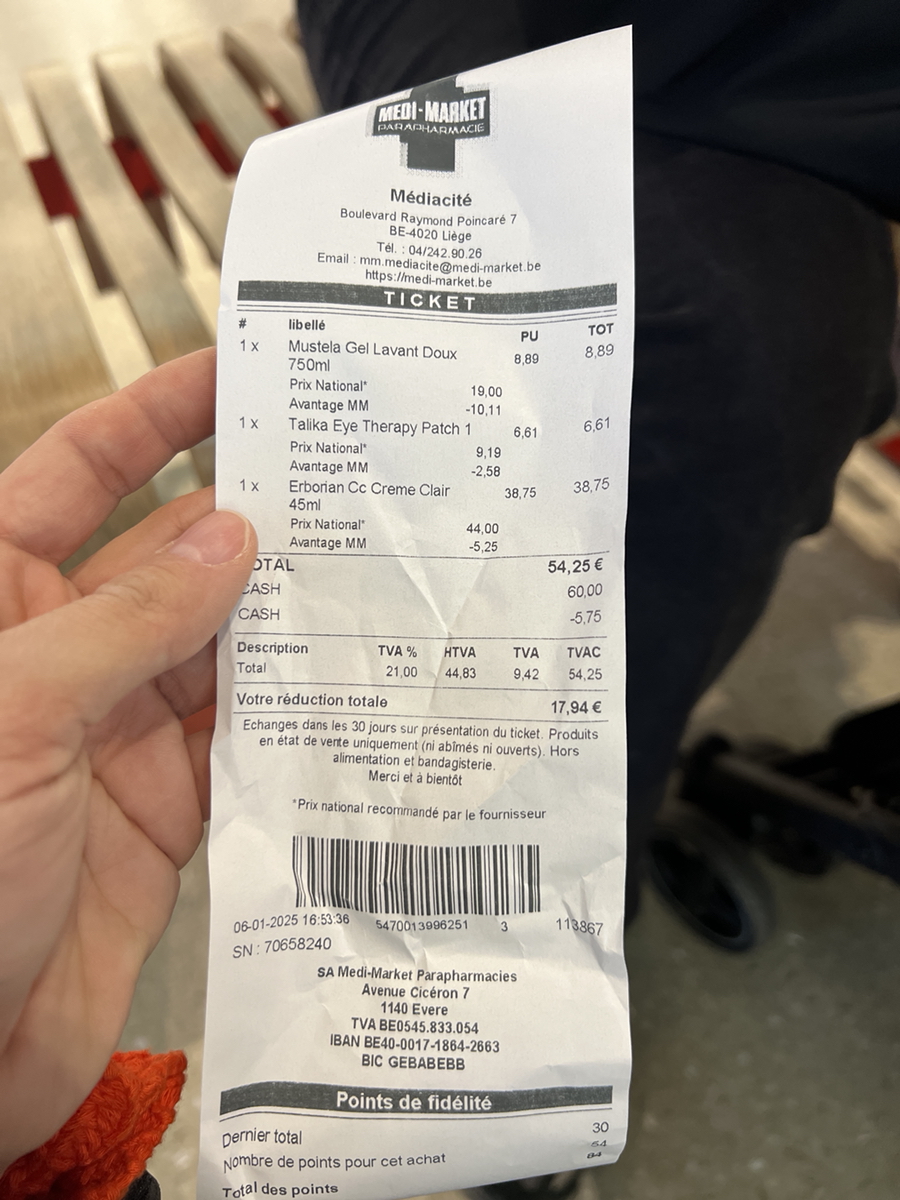 MEDI-MARKET
PARAPHARMACIE
Médiacité
Boulevard Raymond Poincaré 7
BE-4020 Liège
Tél. : 04/242.90.26
Email : mm.mediacite@medi-market.be
https://medi-market.be
TICKET
# libellé PU TOT
1 x Mustela Gel Lavant Doux 8,89 8,89
750ml
Prix National* 19,00
Avantage MM -10,11
1 x Talika Eye Therapy Patch 1 6,61 6,61
Prix National* 9,19
Avantage MM -2,58
1 x Erborian Cc Creme Clair 38,75 38,75
45ml
Prix National* 44,00
Avantage MM -5,25
OTAL 54,25 €
CASH 60,00
CASH -5,75
Description TVA % HTVA TVA TVAC
Total 21,00 44,83 9,42 54,25
Votre réduction totale 17,94 €
Echanges dans les 30 jours sur présentation du ticket. Produits
en état de vente uniquement (ni abîmés ni ouverts). Hors
alimentation et bandagisterie.
Merci et à bientôt
*Prix national recommandé par le fournisseur
06-01-2025 16:53:36 5470013996251 3 113867
SN : 70658240
SA Medi-Market Parapharmacies
Avenue Cicéron 7
1140 Evere
TVA BE0545.833.054
IBAN BE40-0017-1864-2663
BIC GEBABEBB
Points de fidélité
Dernier total 30
Nombre de points pour cet achat 54
Total des points 84